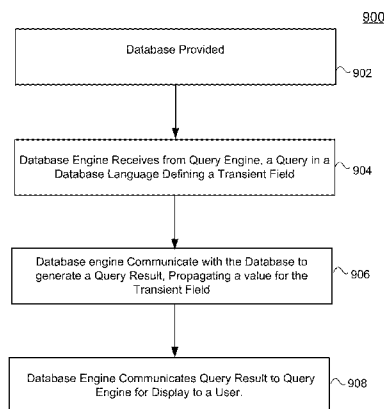 900
Database Provided
902
Database Engine Receives from Query Engine, a Query in a
Database Language Defining a Transient Field
904
Database engine Communicate with the Database to
generate a Query Result, Propagating a value for the
Transient Field
906
Database Engine Communicates Query Result to Query
Engine for Display to a User.
908